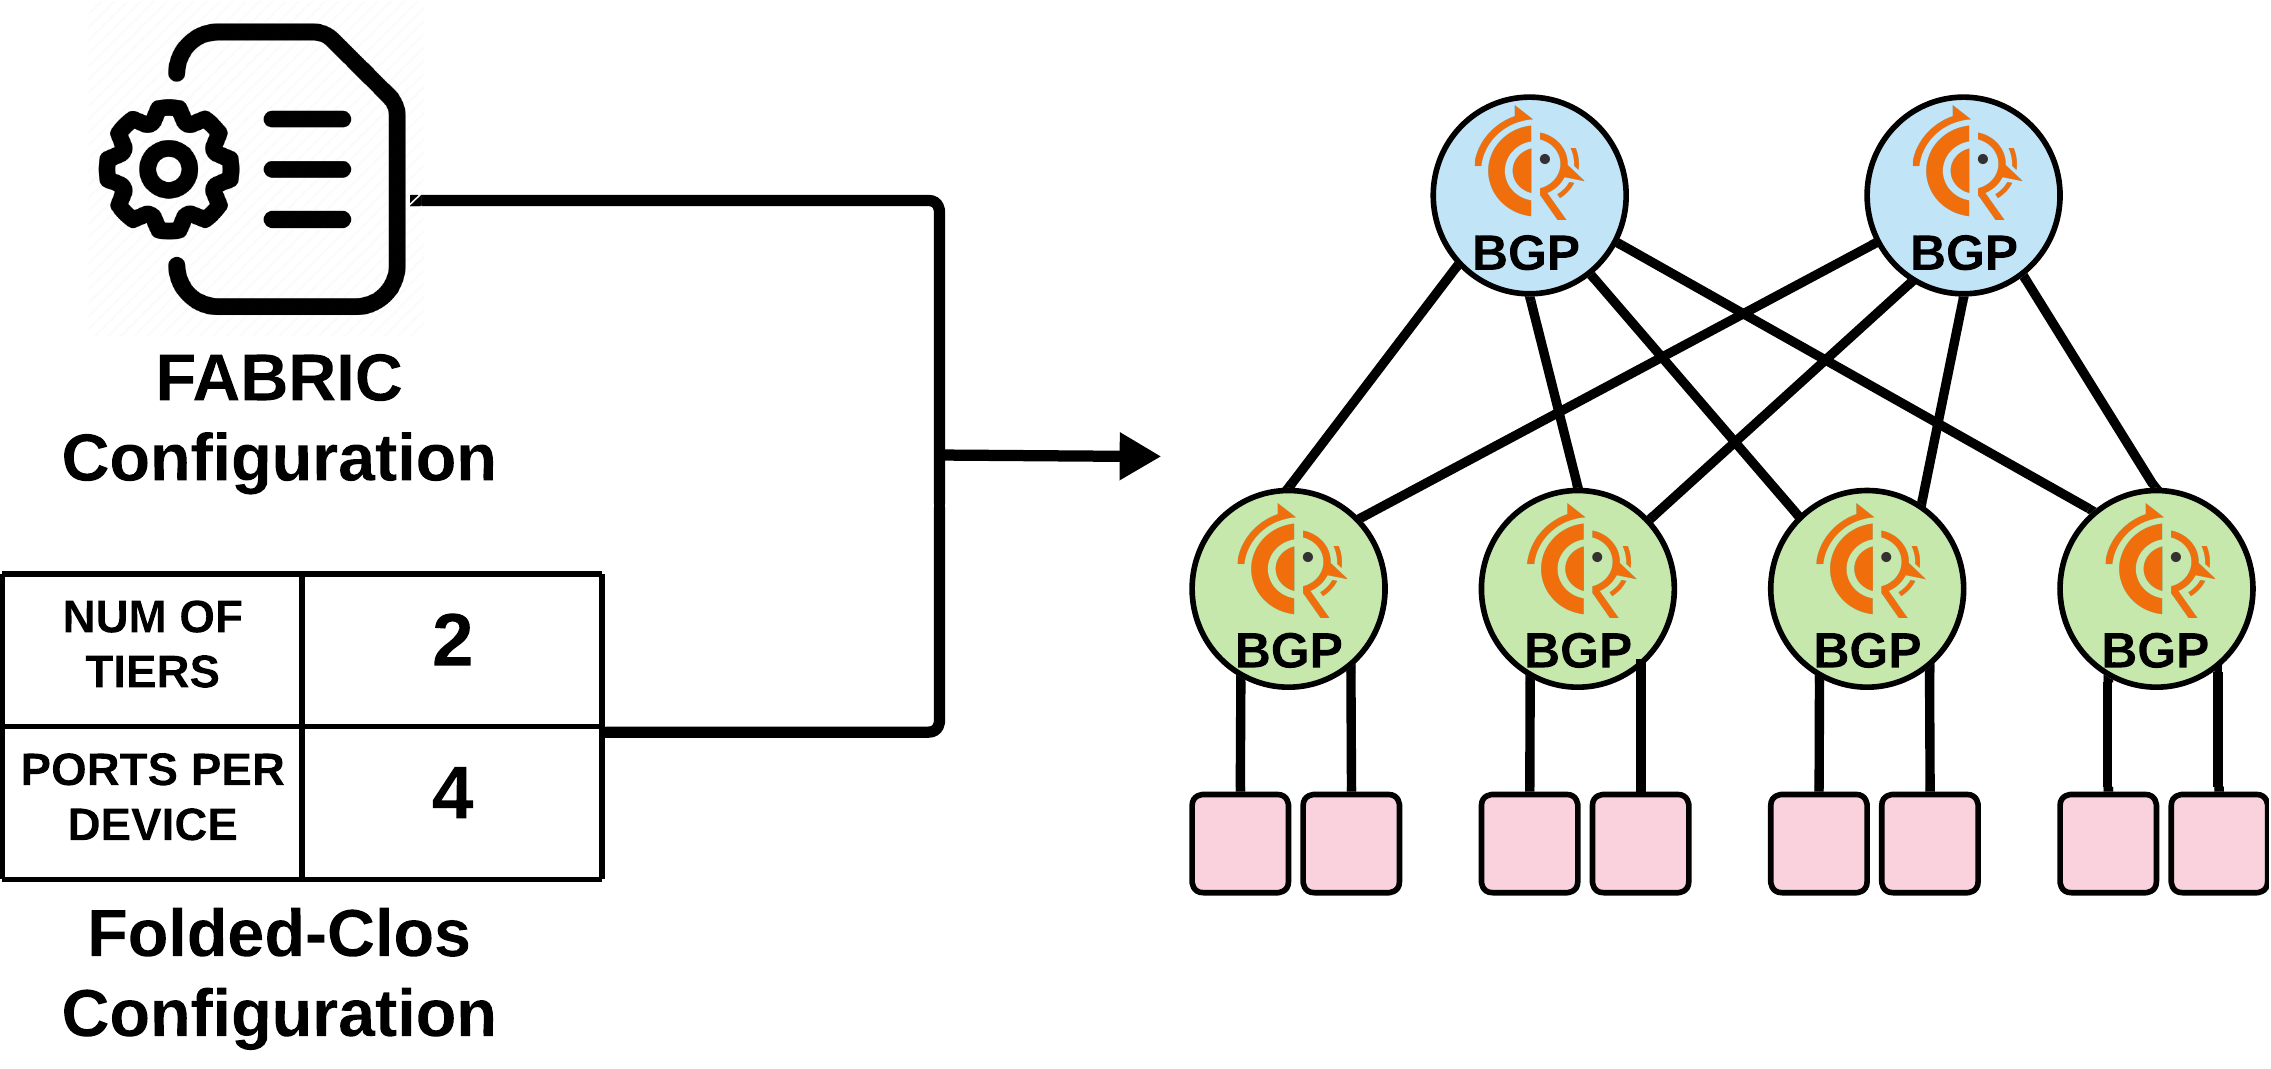 FABRIC
Configuration
NUM OF
TIERS
2
PORTS PER
DEVICE
4
Folded-Clos
Configuration
BGP
BGP
BGP
BGP
BGP
BGP